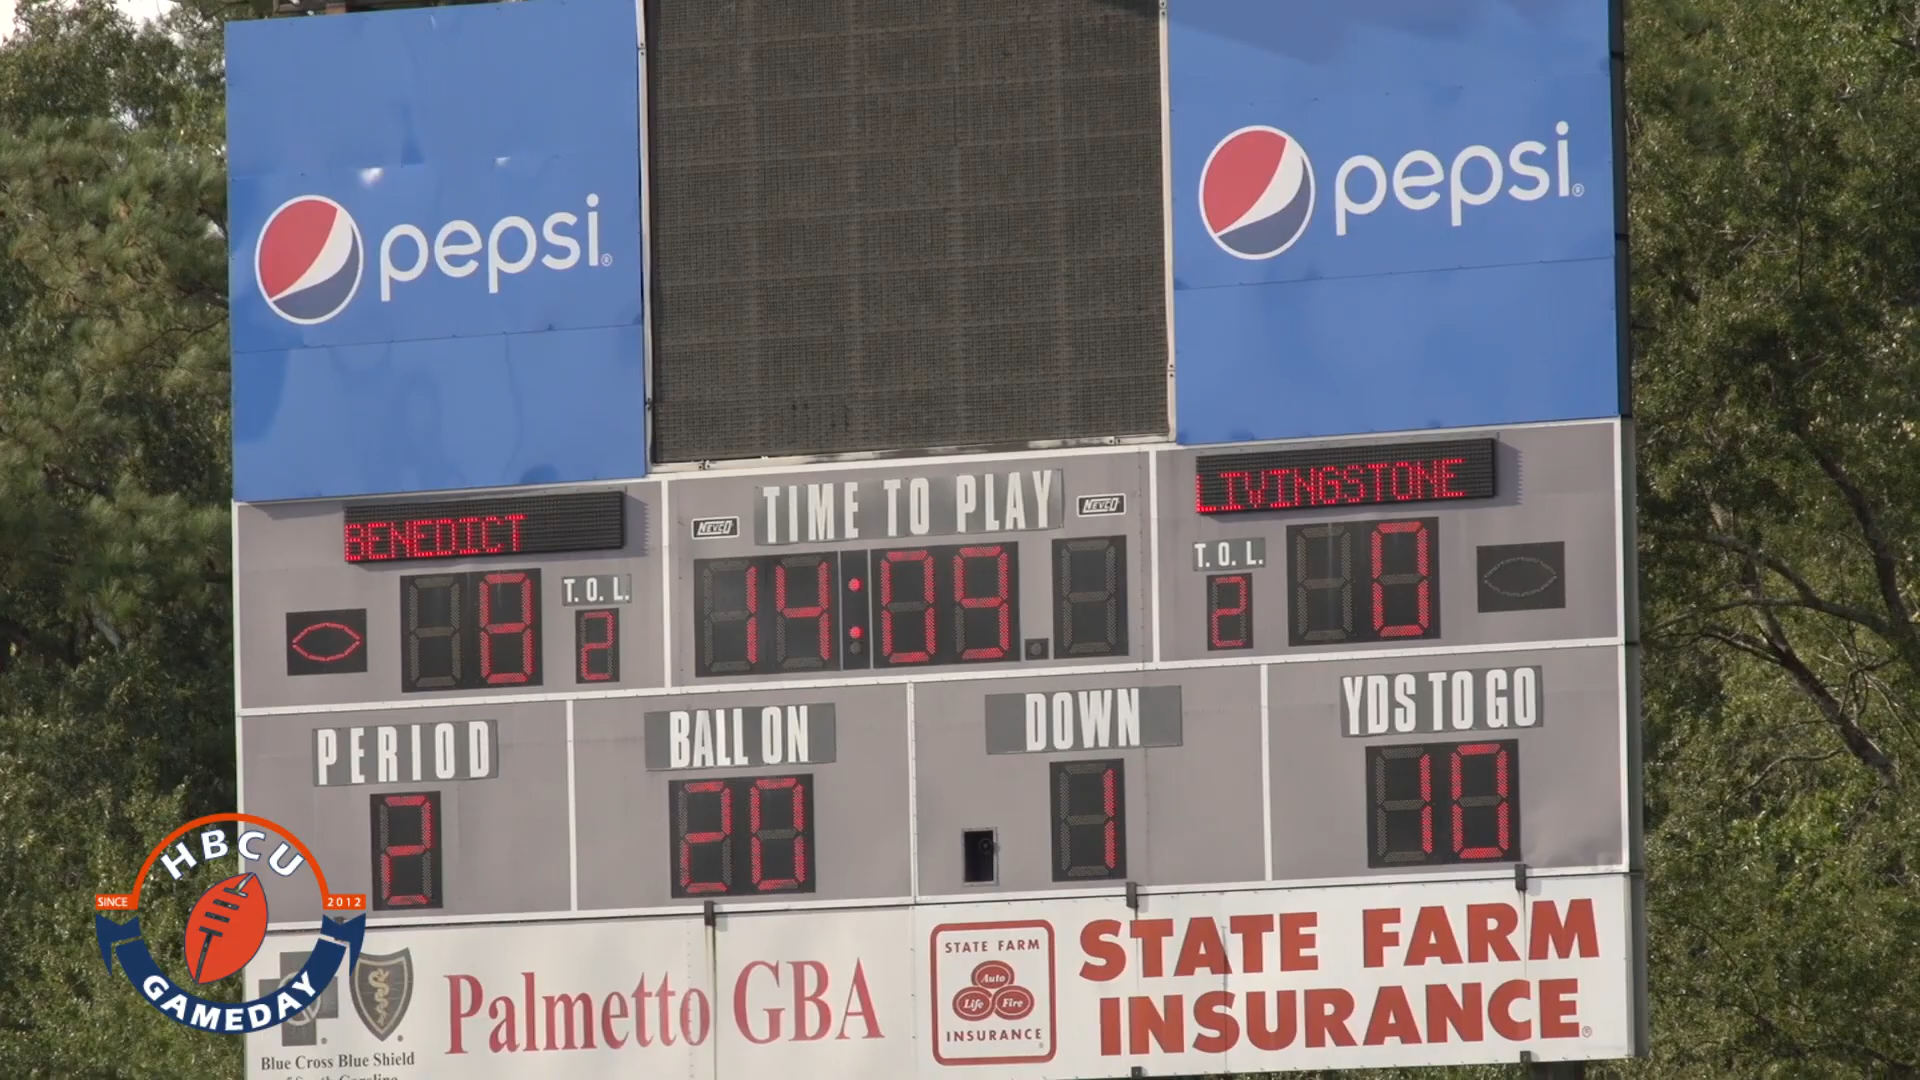 pepsi®
pepsi®
BENEDICT
8
T.O.L.
2
NEVCO
TIME TO PLAY
NEVCO
14:09
LIVINGSTONE
T.O.L.
2
0
PERIOD
2
BALL ON
20
DOWN
1
YDS TO GO
10
HBCU
SINCE 2012
GAMEDAY
Blue Cross Blue Shield
Palmetto GBA
STATE FARM
Auto
Life Fire
INSURANCE
STATE FARM
INSURANCE®